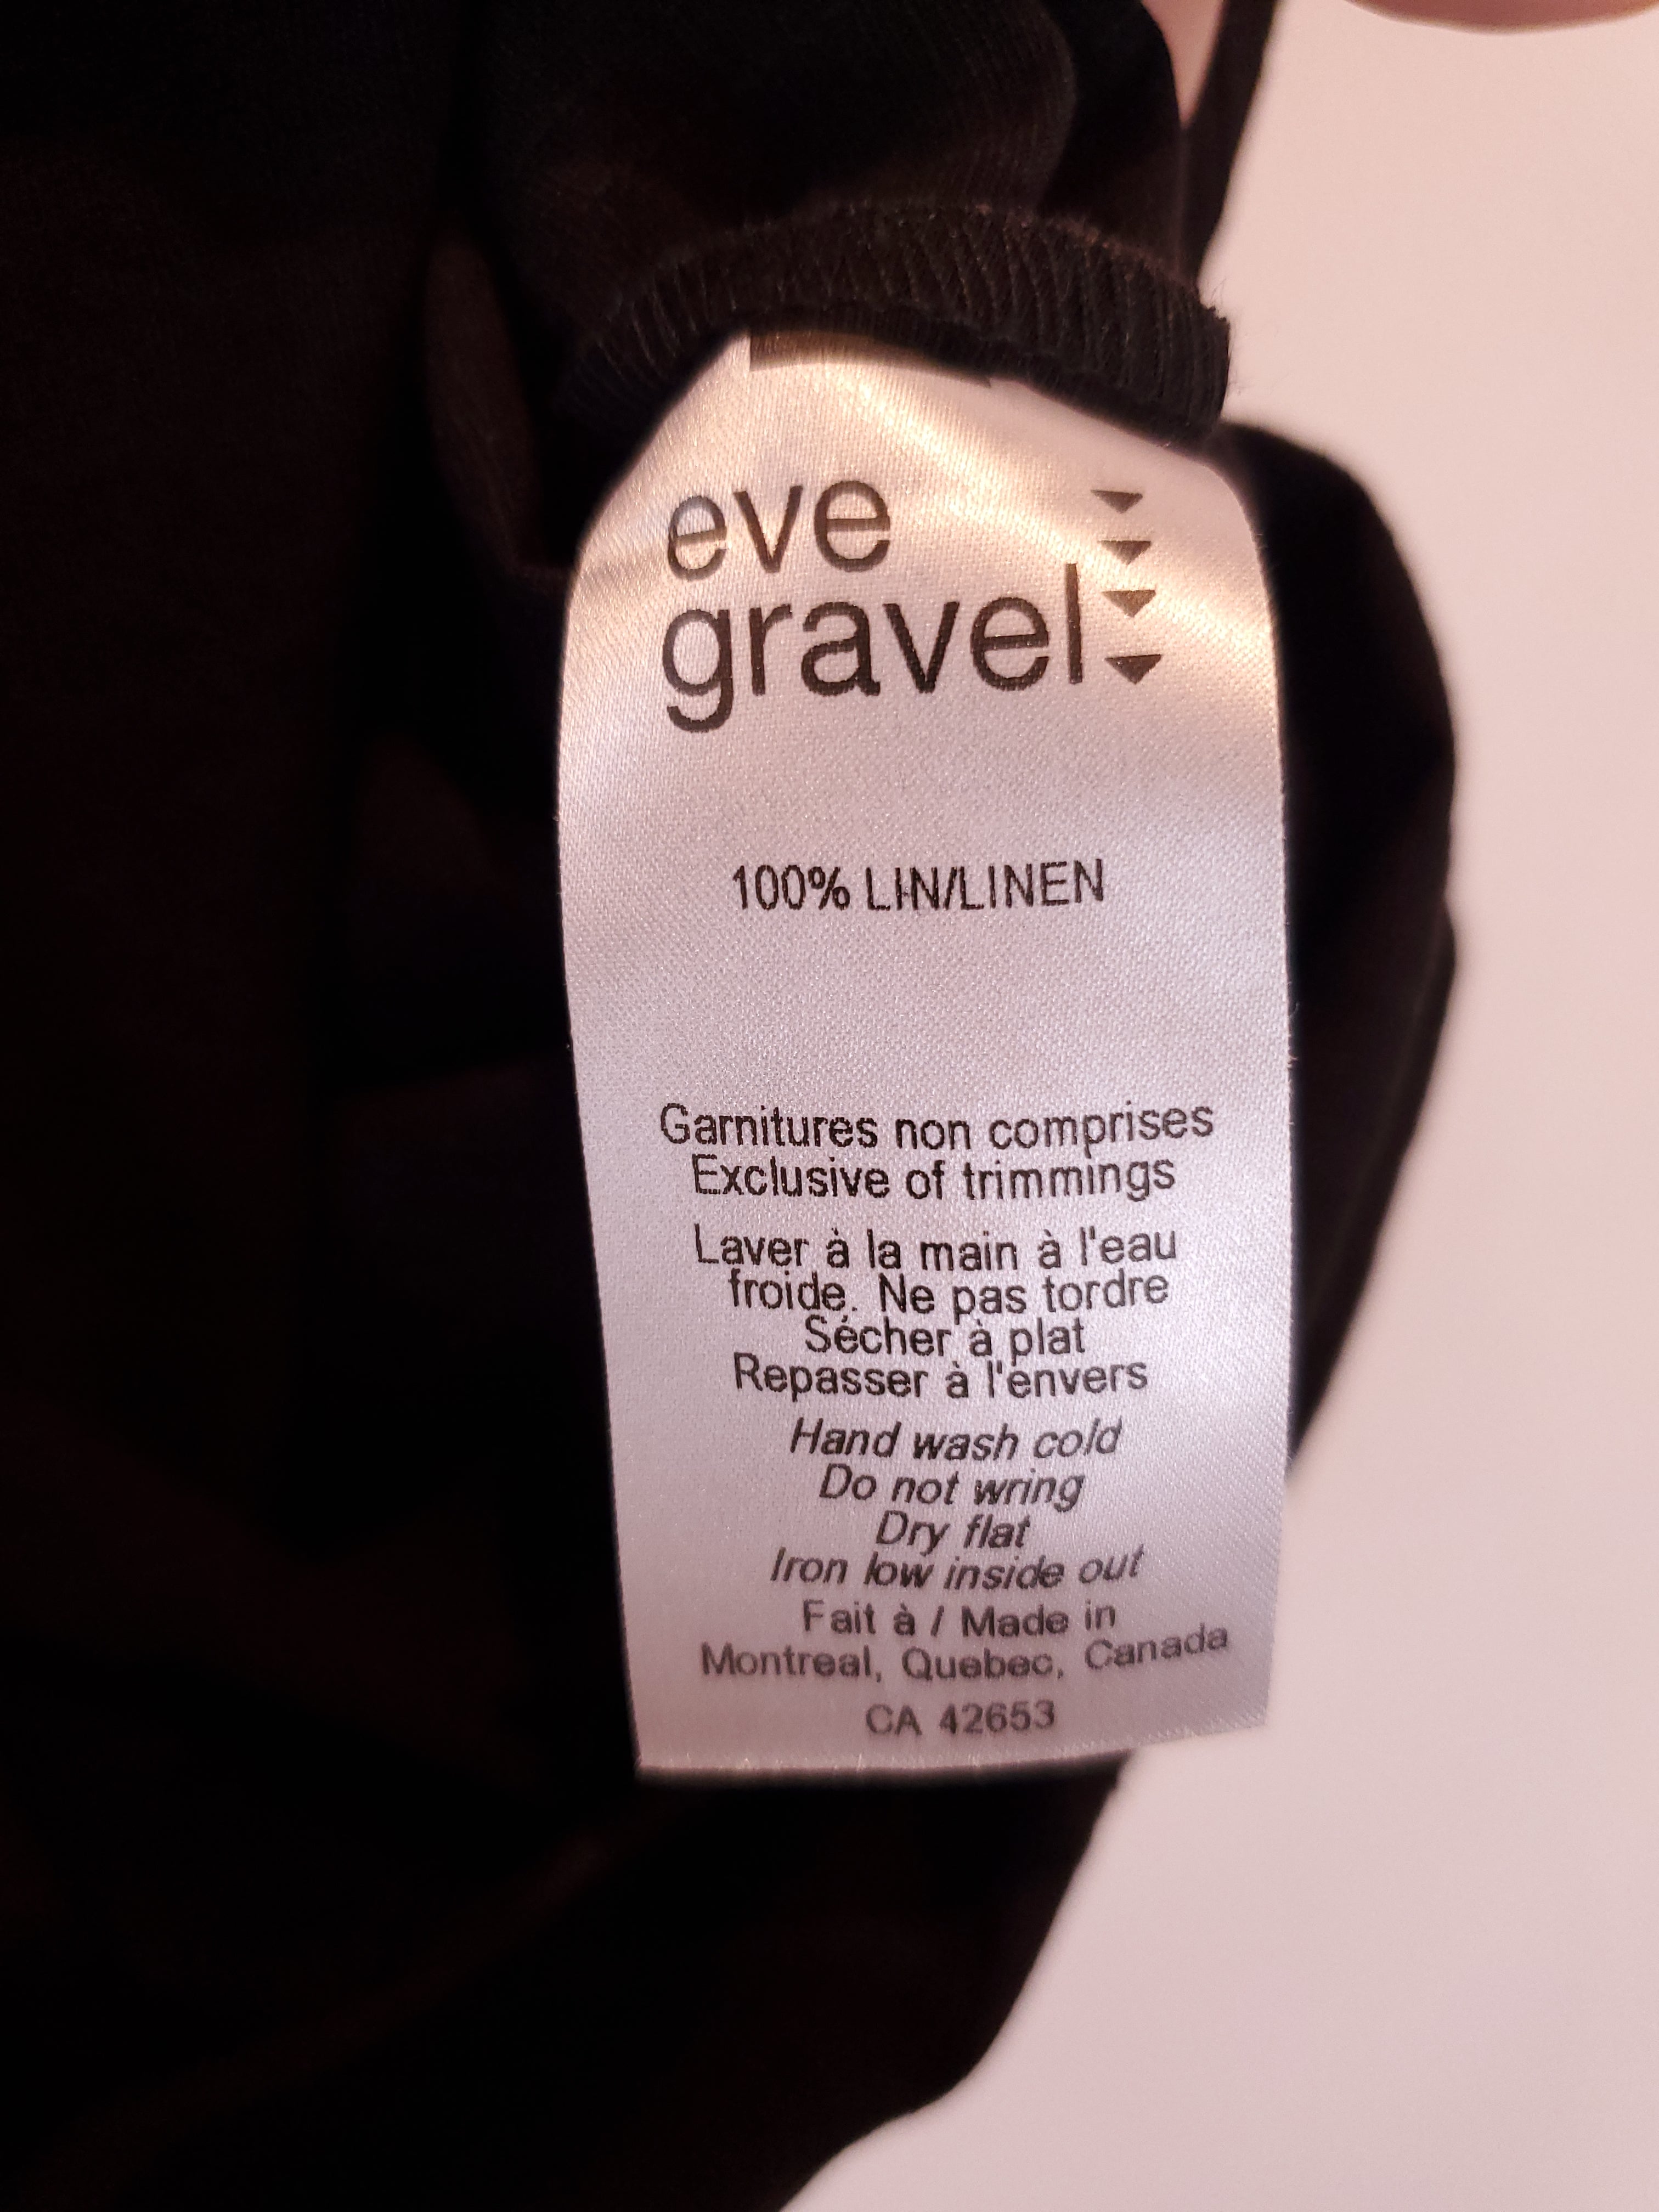 eve
gravel
100% LIN/LINEN
Garnitures non comprises
Exclusive of trimmings
Laver à la main à l'eau
froide. Ne pas tordre
Sécher à plat
Repasser à l'envers
Hand wash cold
Do not wring
Dry flat
Iron low inside out
Fait à / Made in
Montreal, Quebec, Canada
CA 42653